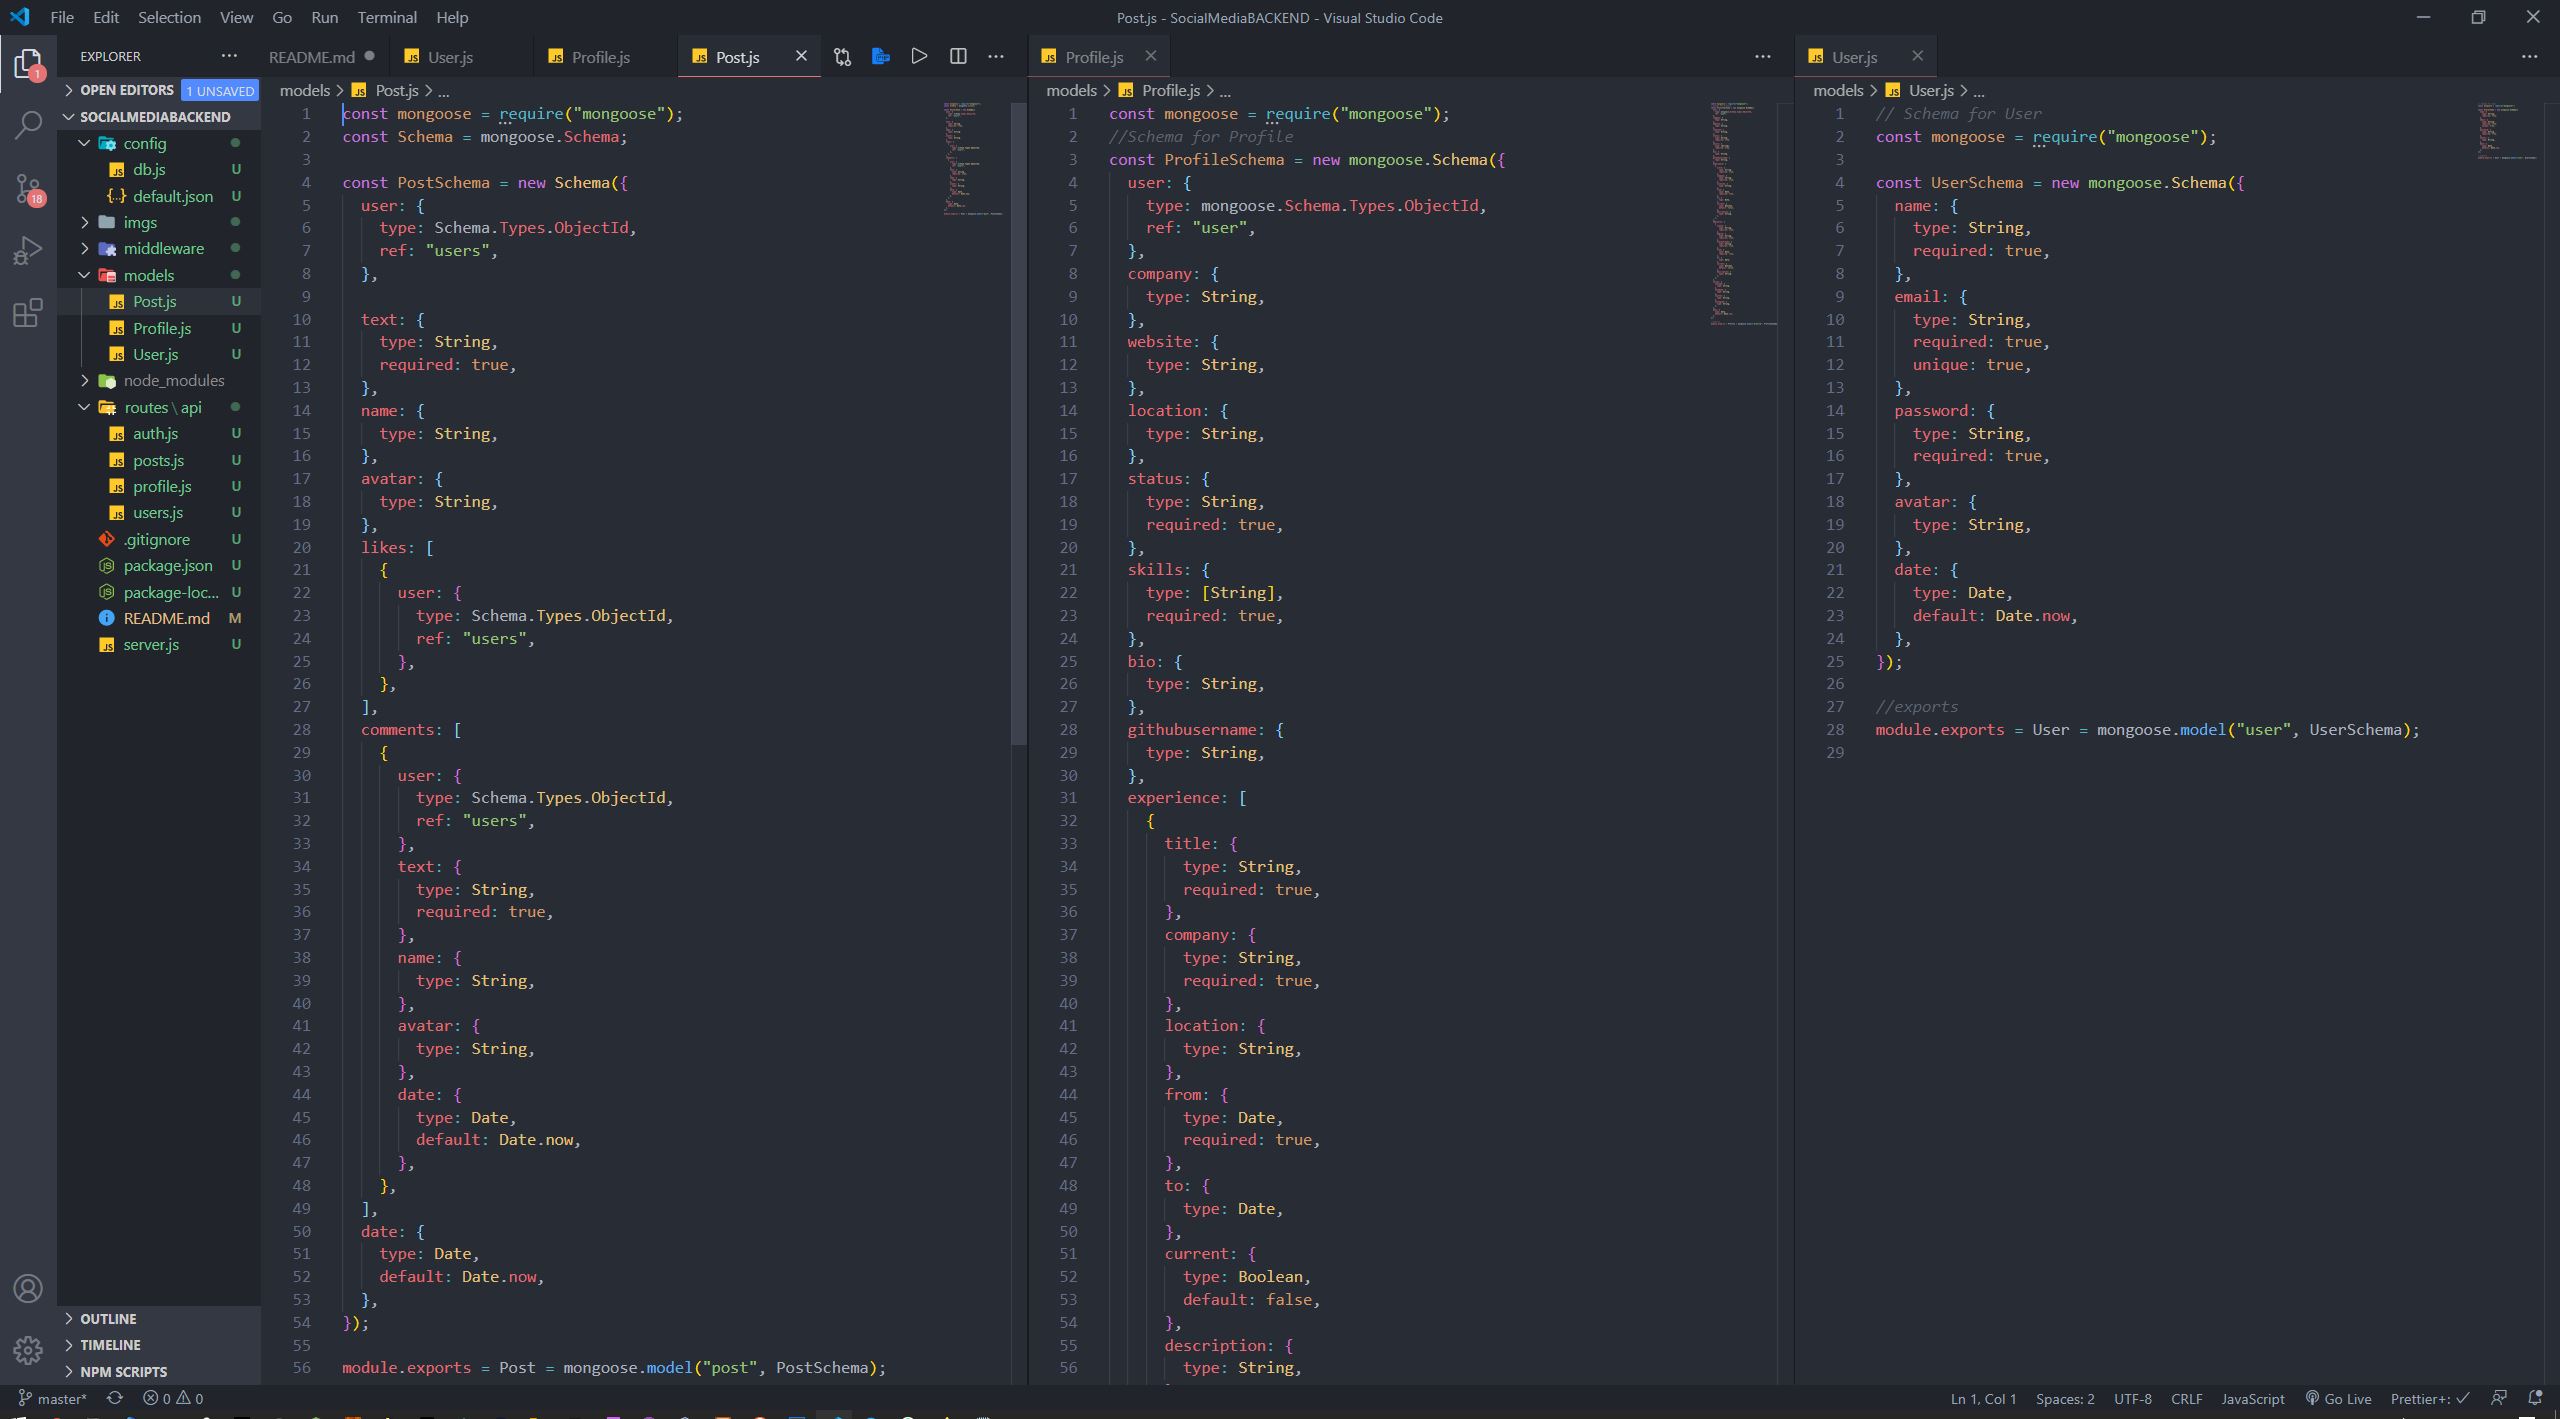 File Edit Selection View Go Run Terminal Help
Post.js - SocialMediaBACKEND - Visual Studio Code
EXPLORER
OPEN EDITORS 1 UNSAVED
SOCIALMEDIABACKEND
config
db.js U
default.json U
imgs
middleware
models
Post.js U
Profile.js U
User.js U
node_modules
routes \ api
auth.js U
posts.js U
profile.js U
users.js U
.gitignore U
package.json U
package-loc... U
README.md M
server.js U
OUTLINE
TIMELINE
NPM SCRIPTS
1
18
README.md User.js Profile.js Post.js
models > Post.js > ...
1 const mongoose = require("mongoose");
2 const Schema = mongoose.Schema;
3
4 const PostSchema = new Schema({
5 user: {
6 type: Schema.Types.ObjectId,
7 ref: "users",
8 },
9
10 text: {
11 type: String,
12 required: true,
13 },
14 name: {
15 type: String,
16 },
17 avatar: {
18 type: String,
19 },
20 likes: [
21 {
22 user: {
23 type: Schema.Types.ObjectId,
24 ref: "users",
25 },
26 },
27 ],
28 comments: [
29 {
30 user: {
31 type: Schema.Types.ObjectId,
32 ref: "users",
33 },
34 text: {
35 type: String,
36 required: true,
37 },
38 name: {
39 type: String,
40 },
41 avatar: {
42 type: String,
43 },
44 date: {
45 type: Date,
46 default: Date.now,
47 },
48 },
49 ],
50 date: {
51 type: Date,
52 default: Date.now,
53 },
54 });
55
56 module.exports = Post = mongoose.model("post", PostSchema);
Profile.js
models > Profile.js > ...
1 const mongoose = require("mongoose");
2 //Schema for Profile
3 const ProfileSchema = new mongoose.Schema({
4 user: {
5 type: mongoose.Schema.Types.ObjectId,
6 ref: "user",
7 },
8 company: {
9 type: String,
10 },
11 website: {
12 type: String,
13 },
14 location: {
15 type: String,
16 },
17 status: {
18 type: String,
19 required: true,
20 },
21 skills: {
22 type: [String],
23 required: true,
24 },
25 bio: {
26 type: String,
27 },
28 githubusername: {
29 type: String,
30 },
31 experience: [
32 {
33 title: {
34 type: String,
35 required: true,
36 },
37 company: {
38 type: String,
39 required: true,
40 },
41 location: {
42 type: String,
43 },
44 from: {
45 type: Date,
46 required: true,
47 },
48 to: {
49 type: Date,
50 },
51 current: {
52 type: Boolean,
53 default: false,
54 },
55 description: {
56 type: String,
User.js
models > User.js > ...
1 // Schema for User
2 const mongoose = require("mongoose");
3
4 const UserSchema = new mongoose.Schema({
5 name: {
6 type: String,
7 required: true,
8 },
9 email: {
10 type: String,
11 required: true,
12 unique: true,
13 },
14 password: {
15 type: String,
16 required: true,
17 },
18 avatar: {
19 type: String,
20 },
21 date: {
22 type: Date,
23 default: Date.now,
24 },
25 });
26
27 //exports
28 module.exports = User = mongoose.model("user", UserSchema);
29
master* 0 0
Ln 1, Col 1 Spaces: 2 UTF-8 CRLF JavaScript Go Live Prettier+: ✓